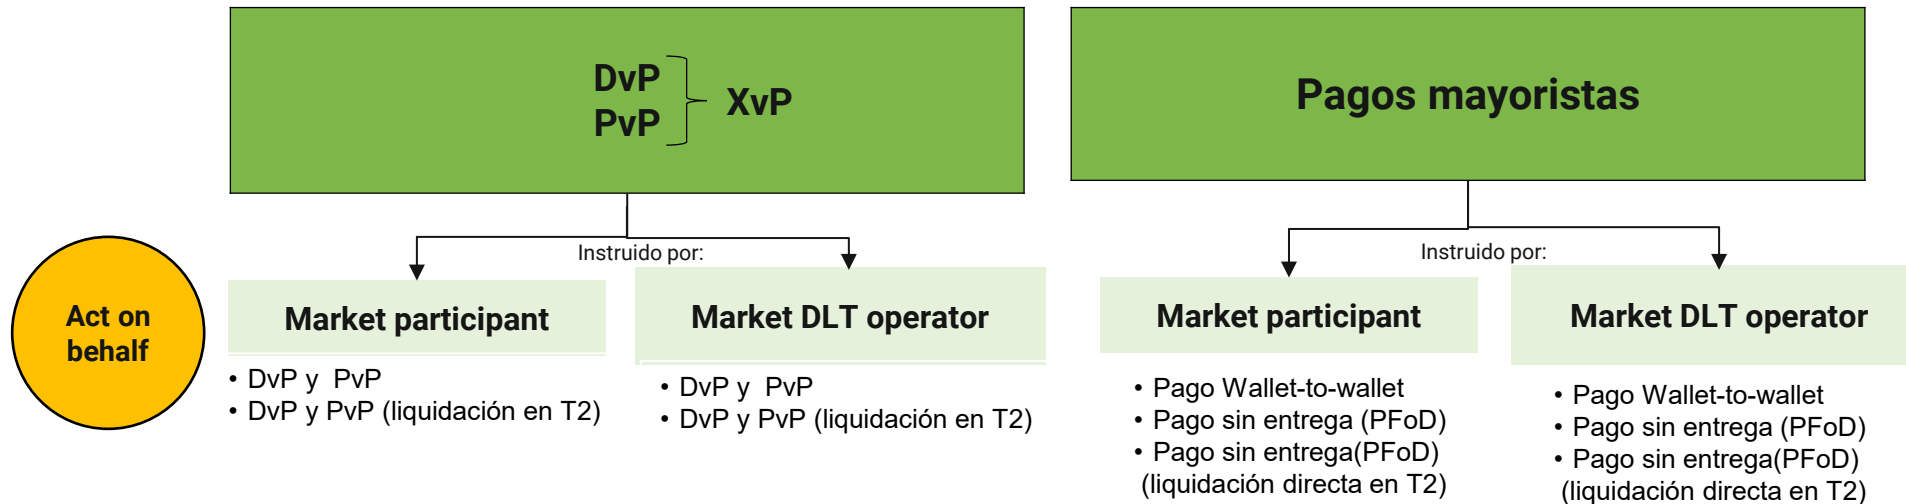 DvP
PvP
XvP
Pagos mayoristas
Instruido por:
Instruido por:
Act on
behalf
Market participant
• DvP y PvP
• DvP y PvP (liquidación en T2)
Market DLT operator
• DvP y PvP
• DvP y PvP (liquidación en T2)
Market participant
• Pago Wallet-to-wallet
• Pago sin entrega (PFoD)
• Pago sin entrega(PFoD)
(liquidación directa en T2)
Market DLT operator
• Pago Wallet-to-wallet
• Pago sin entrega (PFoD)
• Pago sin entrega(PFoD)
(liquidación directa en T2)